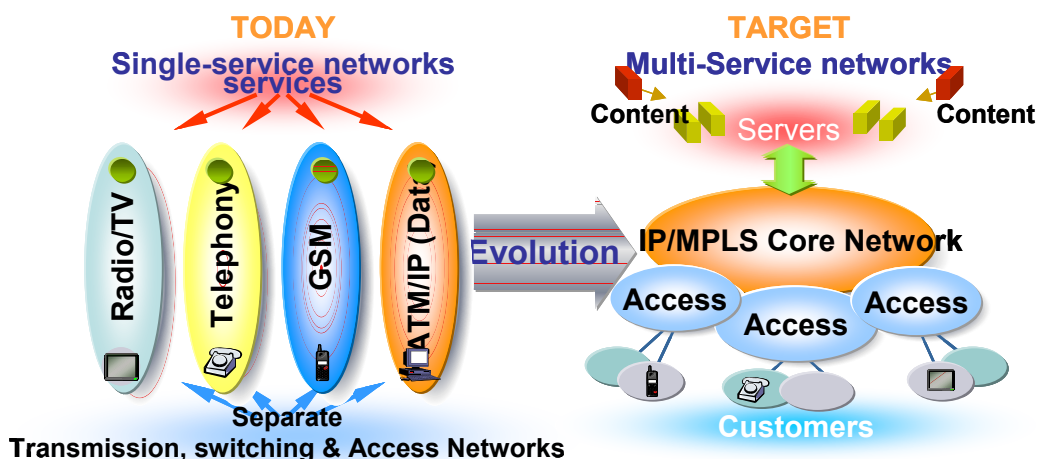 TODAY
Single-service networks
services
Radio/TV
Telephony
GSM
ATM/IP (Data
Separate
Transmission, switching & Access Networks
Evolution
TARGET
Multi-Service networks
Content
Servers
Content
IP/MPLS Core Network
Access
Access
Access
Customers